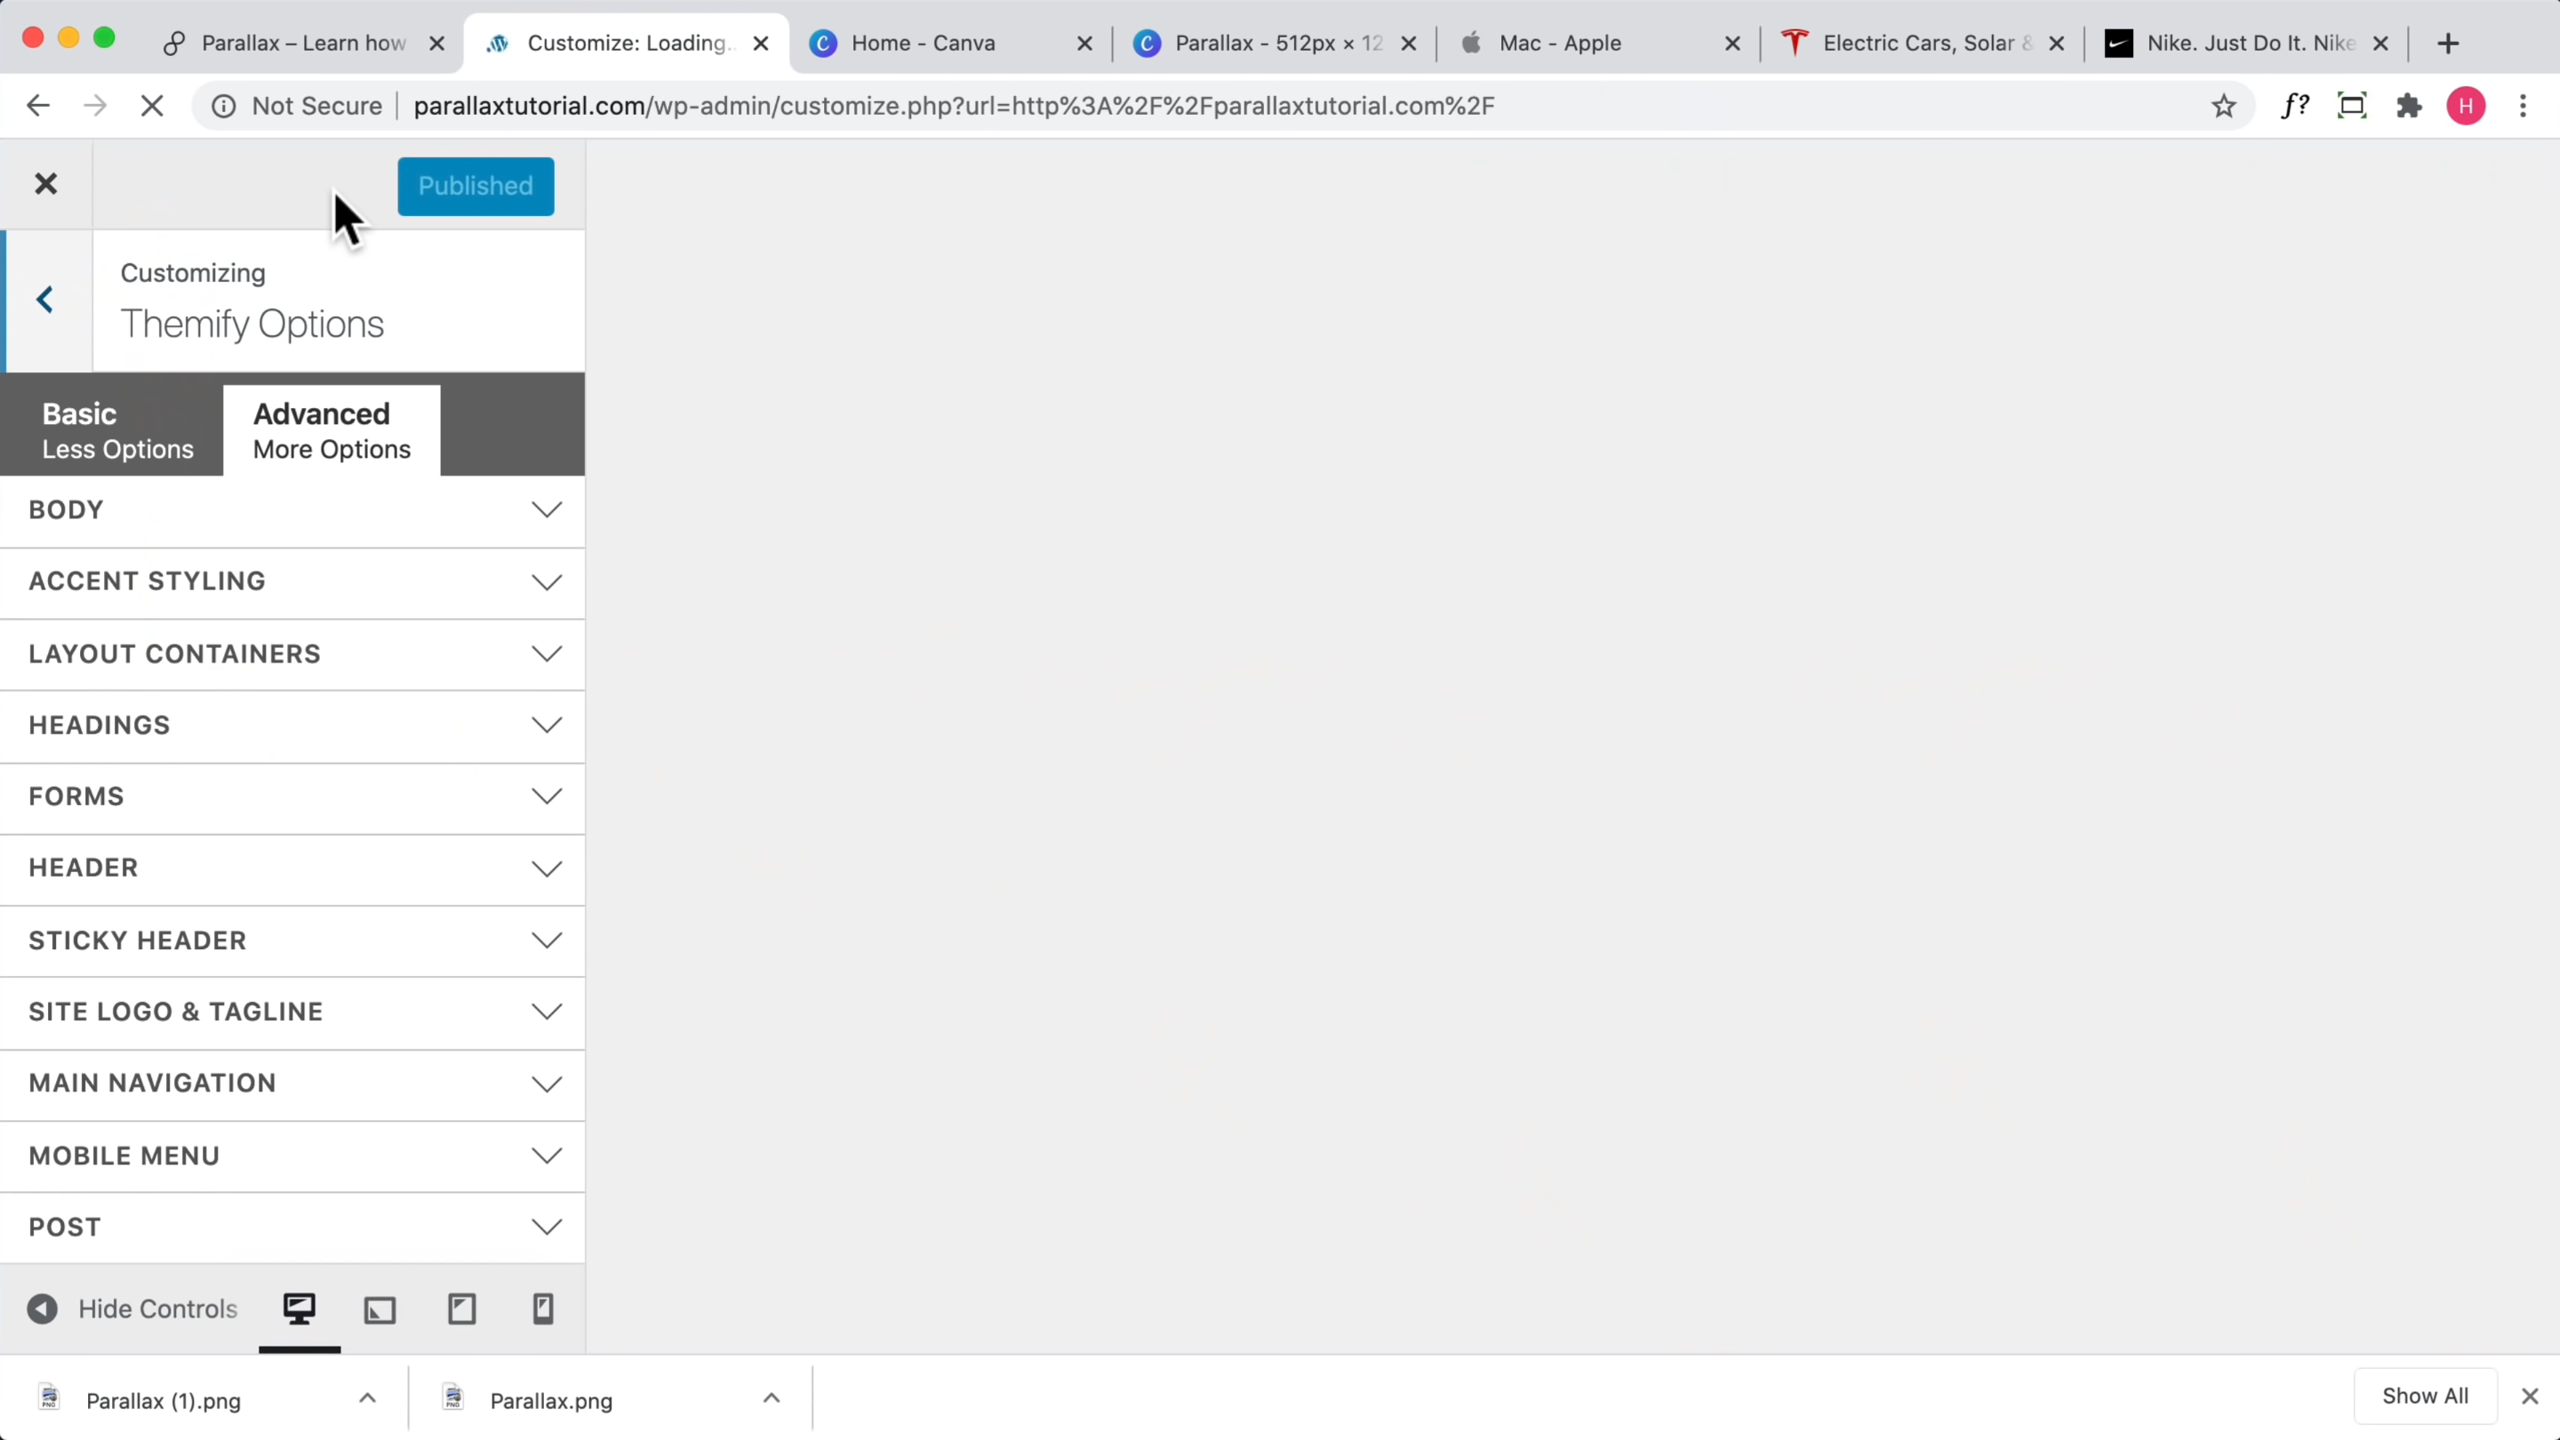 Parallax – Learn how
Customize: Loading..
Home - Canva
Parallax - 512px × 12
Mac - Apple
Electric Cars, Solar &
Nike. Just Do It. Nike
Not Secure
parallaxtutorial.com/wp-admin/customize.php?url=http%3A%2F%2Fparallaxtutorial.com%2F
f?
H
Published
Customizing
Themify Options
Basic
Less Options
Advanced
More Options
BODY
ACCENT STYLING
LAYOUT CONTAINERS
HEADINGS
FORMS
HEADER
STICKY HEADER
SITE LOGO & TAGLINE
MAIN NAVIGATION
MOBILE MENU
POST
Hide Controls
Parallax (1).png
Parallax.png
Show All